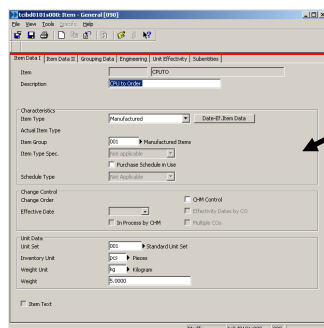 tcibd0101s000: Item - General [090]
File View Tools Specific Help
Item Data I Item Data II Grouping Data Engineering Unit Effectivity Subentities
Item CPUTO
Description CPU to Order
Characteristics
Item Type Manufactured Date-Ef.Item Data
Actual Item Type
Item Group 001 Manufactured Items
Item Type Spec. Not applicable
Purchase Schedule in Use
Schedule Type Not Applicable
Change Control
Change Order CHM Control
Effective Date Effectivity Dates by CO
In Process by CHM Multiple COs
Unit Data
Unit Set 001 Standard Unit Set
Inventory Unit pcs Pieces
Weight Unit kg Kilogram
Weight 5.0000
Item Text